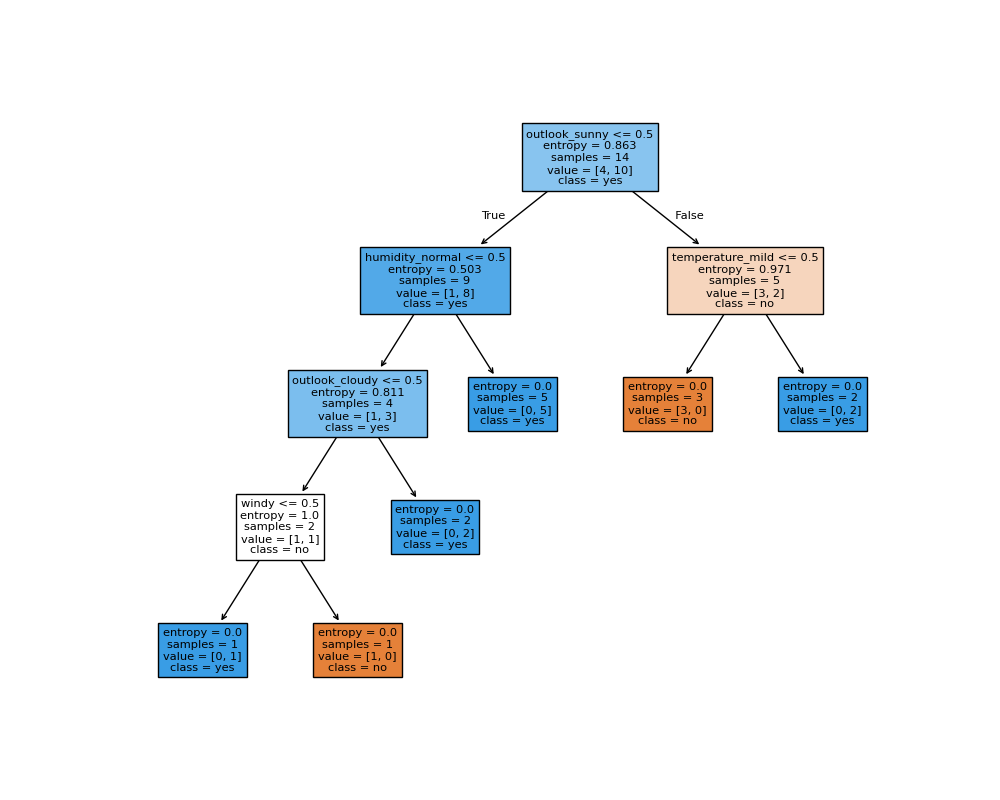 outlook_sunny <= 0.5
entropy = 0.863
samples = 14
value = [4, 10]
class = yes
True
False
humidity_normal <= 0.5
entropy = 0.503
samples = 9
value = [1, 8]
class = yes
temperature_mild <= 0.5
entropy = 0.971
samples = 5
value = [3, 2]
class = no
outlook_cloudy <= 0.5
entropy = 0.811
samples = 4
value = [1, 3]
class = yes
entropy = 0.0
samples = 5
value = [0, 5]
class = yes
entropy = 0.0
samples = 3
value = [3, 0]
class = no
entropy = 0.0
samples = 2
value = [0, 2]
class = yes
windy <= 0.5
entropy = 1.0
samples = 2
value = [1, 1]
class = no
entropy = 0.0
samples = 2
value = [0, 2]
class = yes
entropy = 0.0
samples = 1
value = [0, 1]
class = yes
entropy = 0.0
samples = 1
value = [1, 0]
class = no